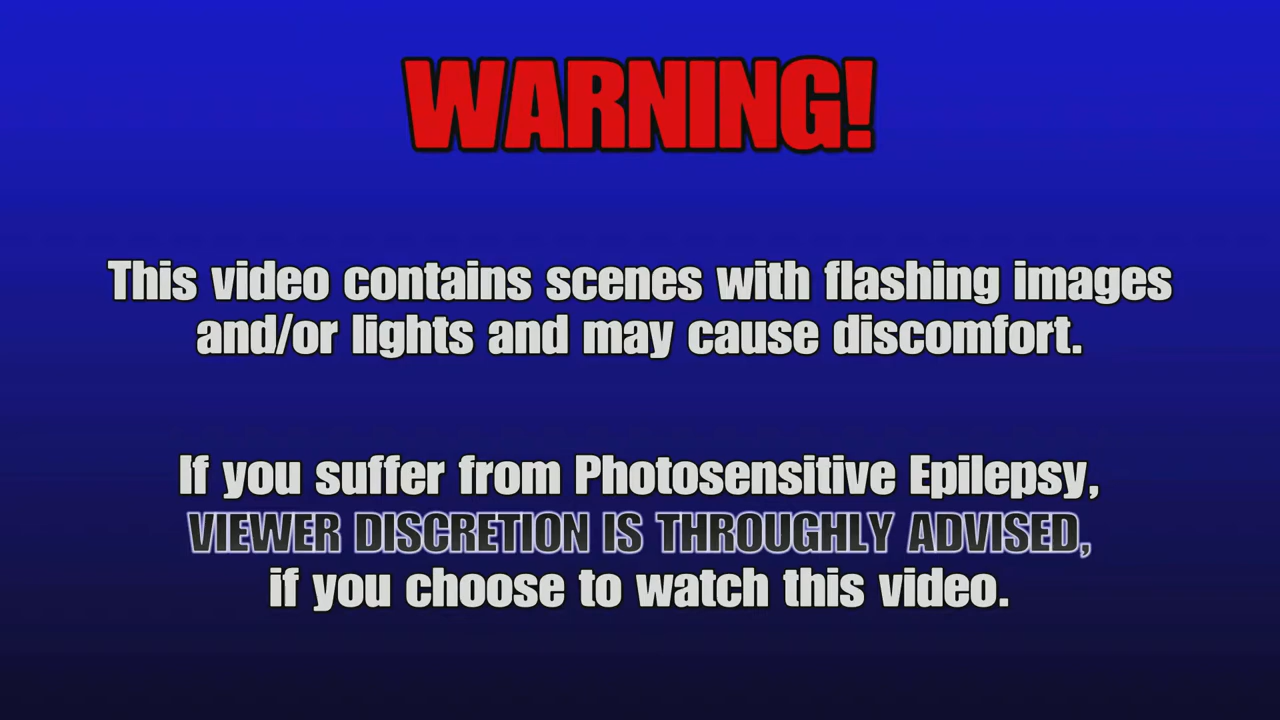 WARNING!
This video contains scenes with flashing images
and/or lights and may cause discomfort.
If you suffer from Photosensitive Epilepsy,
VIEWER DISCRETION IS THROUGHLY ADVISED,
if you choose to watch this video.